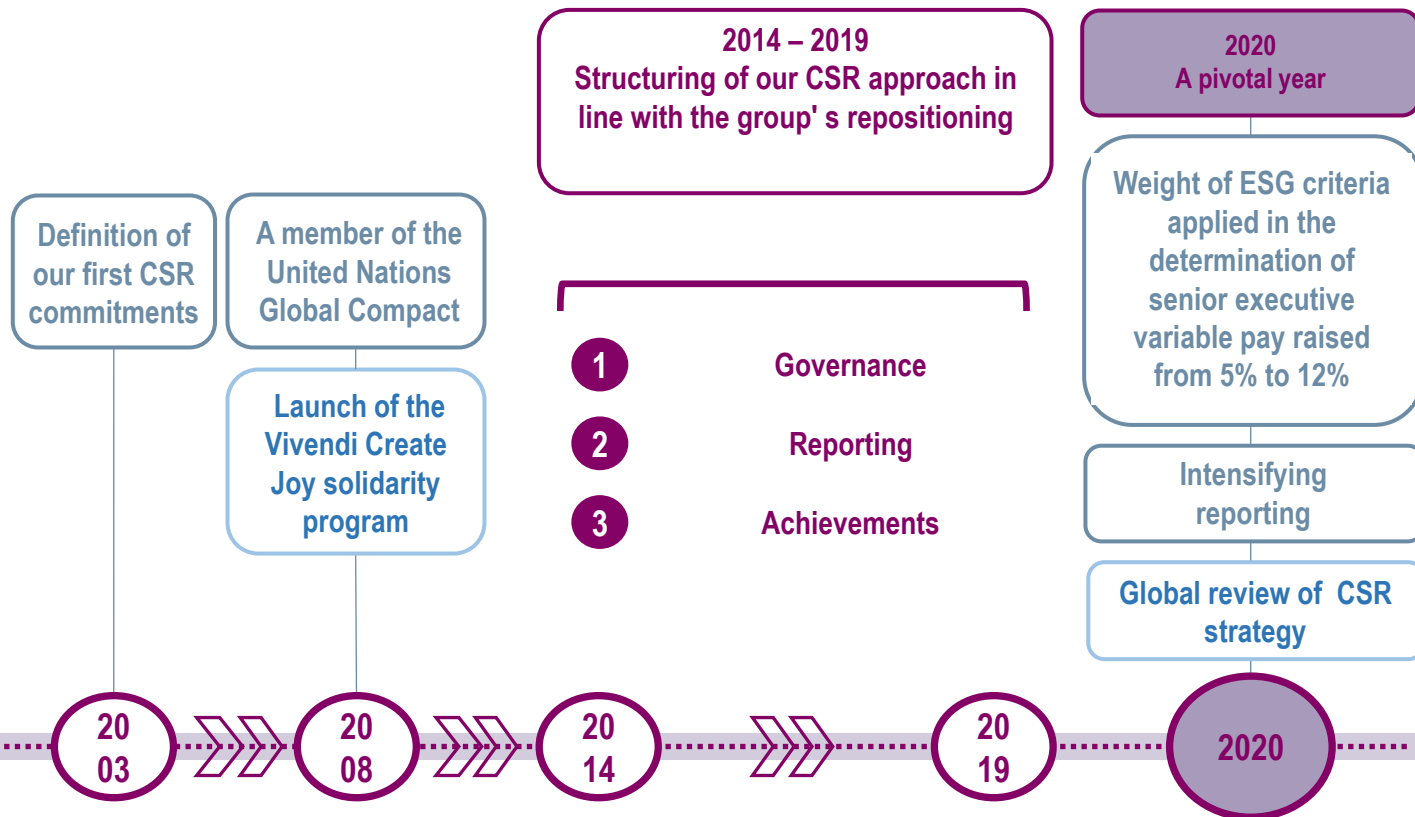 2014 – 2019
Structuring of our CSR approach in
line with the group' s repositioning
2020
A pivotal year
Definition of
our first CSR
commitments
A member of the
United Nations
Global Compact
Launch of the
Vivendi Create
Joy solidarity
program
1 Governance
2 Reporting
3 Achievements
Weight of ESG criteria
applied in the
determination of
senior executive
variable pay raised
from 5% to 12%
Intensifying
reporting
Global review of  CSR
strategy
20
03
20
08
20
14
20
19
2020